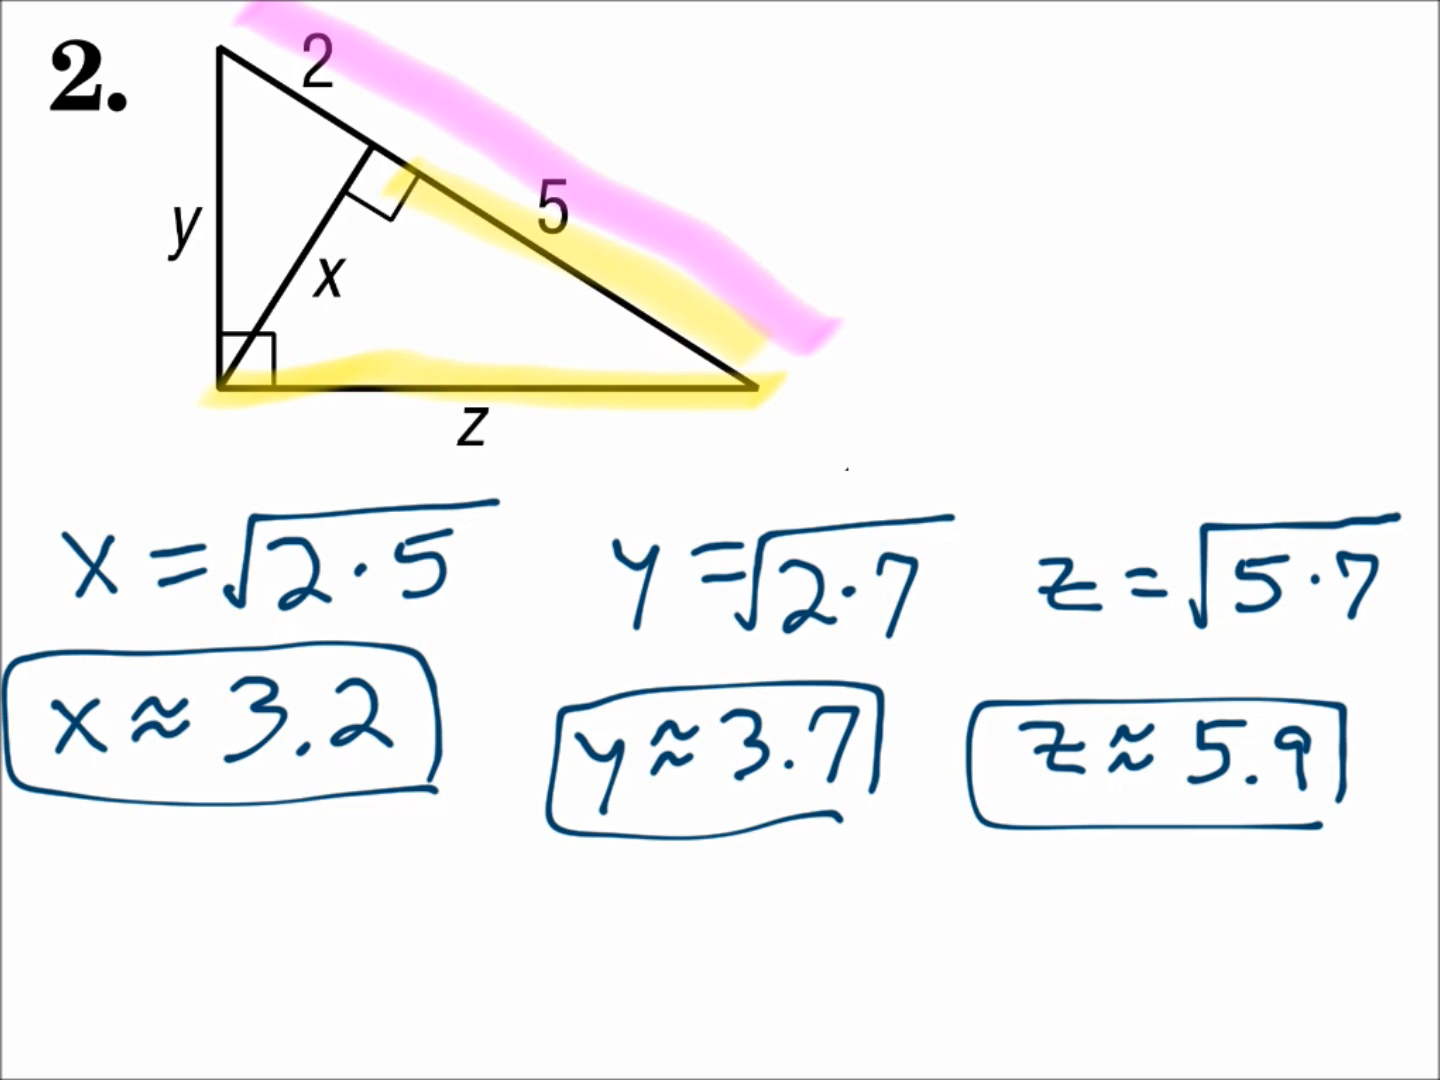 2.
2
5
y
x
z
x = √2·5
y = √2·7
z = √5·7
x ≈ 3.2
y ≈ 3.7
z ≈ 5.9